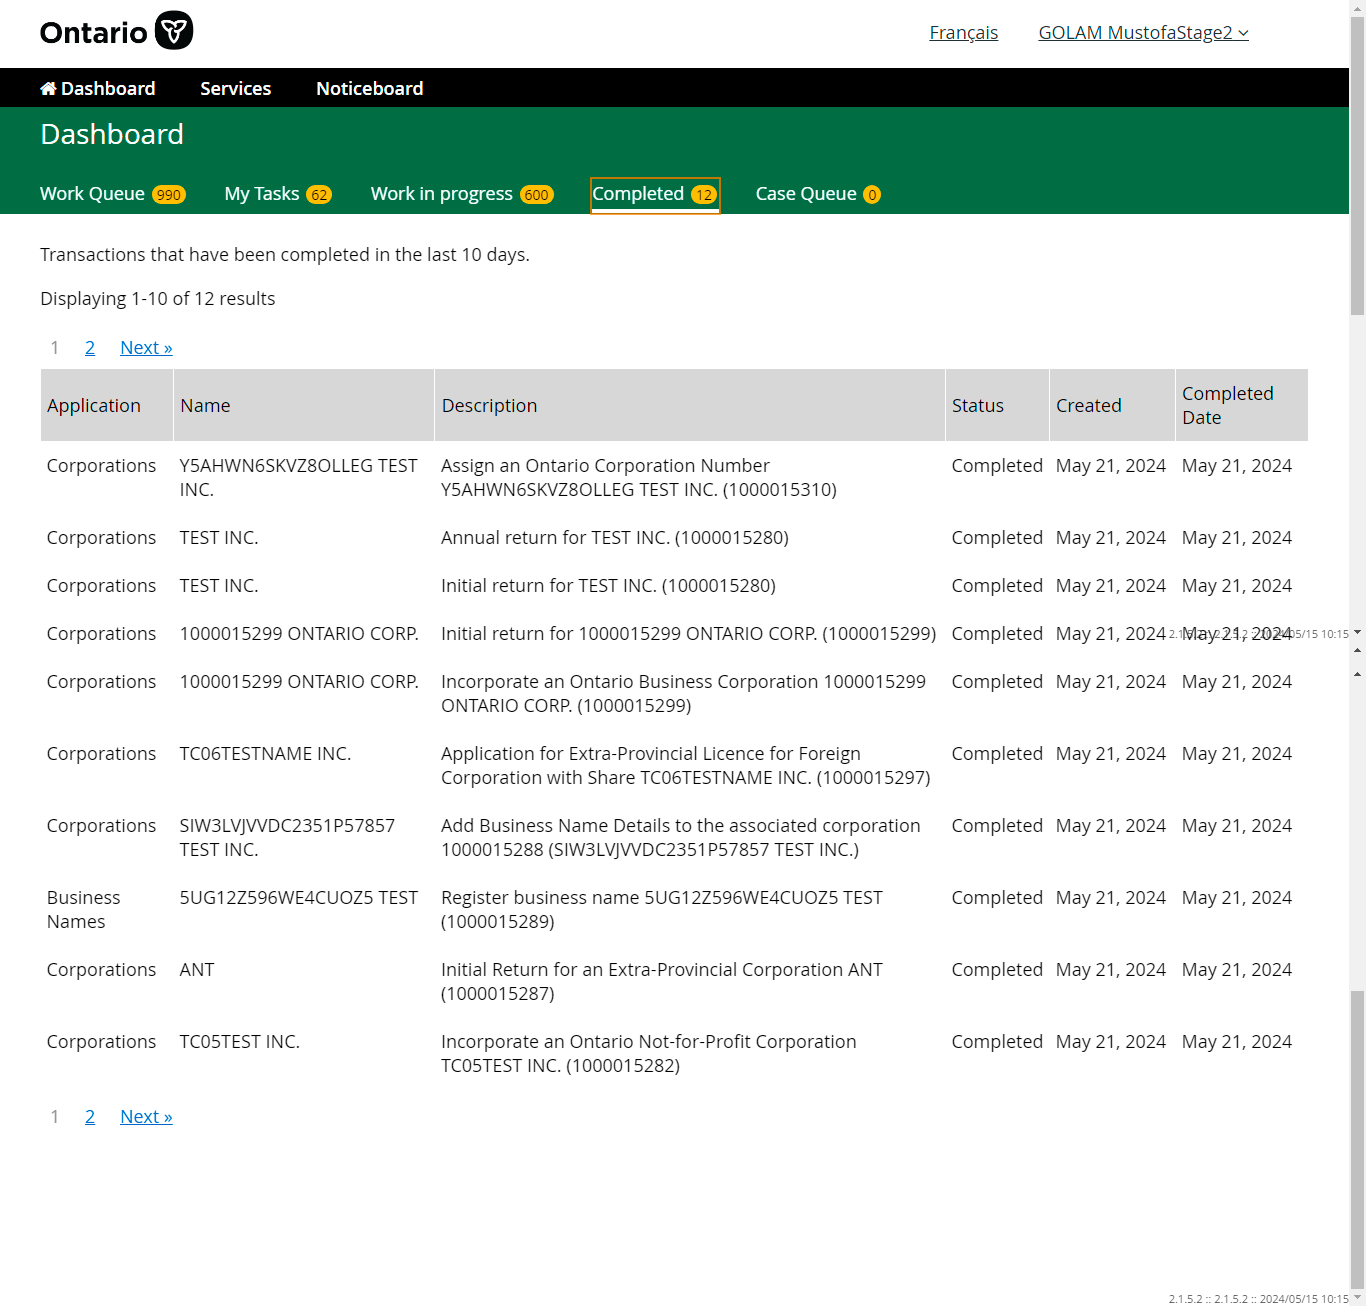 Ontario
Français GOLAM MustofaStage2
Dashboard Services Noticeboard
Dashboard
Work Queue 990 My Tasks 62 Work in progress 600 Completed 12 Case Queue 0
Transactions that have been completed in the last 10 days.
Displaying 1-10 of 12 results
1 2 Next »
Application Name Description Status Created Completed
Date
Corporations Y5AHWN6SKVZ8OLLEG TEST Assign an Ontario Corporation Number Completed May 21, 2024 May 21, 2024
INC. Y5AHWN6SKVZ8OLLEG TEST INC. (1000015310)
Corporations TEST INC. Annual return for TEST INC. (1000015280) Completed May 21, 2024 May 21, 2024
Corporations TEST INC. Initial return for TEST INC. (1000015280) Completed May 21, 2024 May 21, 2024
Corporations 1000015299 ONTARIO CORP. Initial return for 1000015299 ONTARIO CORP. (1000015299) Completed May 21, 2024 May 21, 2024
2.1.5.2 :: 2.1.5.2 :: 2024/05/15 10:15
Corporations 1000015299 ONTARIO CORP. Incorporate an Ontario Business Corporation 1000015299 Completed May 21, 2024 May 21, 2024
ONTARIO CORP. (1000015299)
Corporations TC06TESTNAME INC. Application for Extra-Provincial Licence for Foreign Completed May 21, 2024 May 21, 2024
Corporation with Share TC06TESTNAME INC. (1000015297)
Corporations SIW3LVJVVDC2351P57857 Add Business Name Details to the associated corporation Completed May 21, 2024 May 21, 2024
TEST INC. 1000015288 (SIW3LVJVVDC2351P57857 TEST INC.)
Business 5UG12Z596WE4CUOZ5 TEST Register business name 5UG12Z596WE4CUOZ5 TEST Completed May 21, 2024 May 21, 2024
Names (1000015289)
Corporations ANT Initial Return for an Extra-Provincial Corporation ANT Completed May 21, 2024 May 21, 2024
(1000015287)
Corporations TC05TEST INC. Incorporate an Ontario Not-for-Profit Corporation Completed May 21, 2024 May 21, 2024
TC05TEST INC. (1000015282)
1 2 Next »
2.1.5.2 :: 2.1.5.2 :: 2024/05/15 10:15